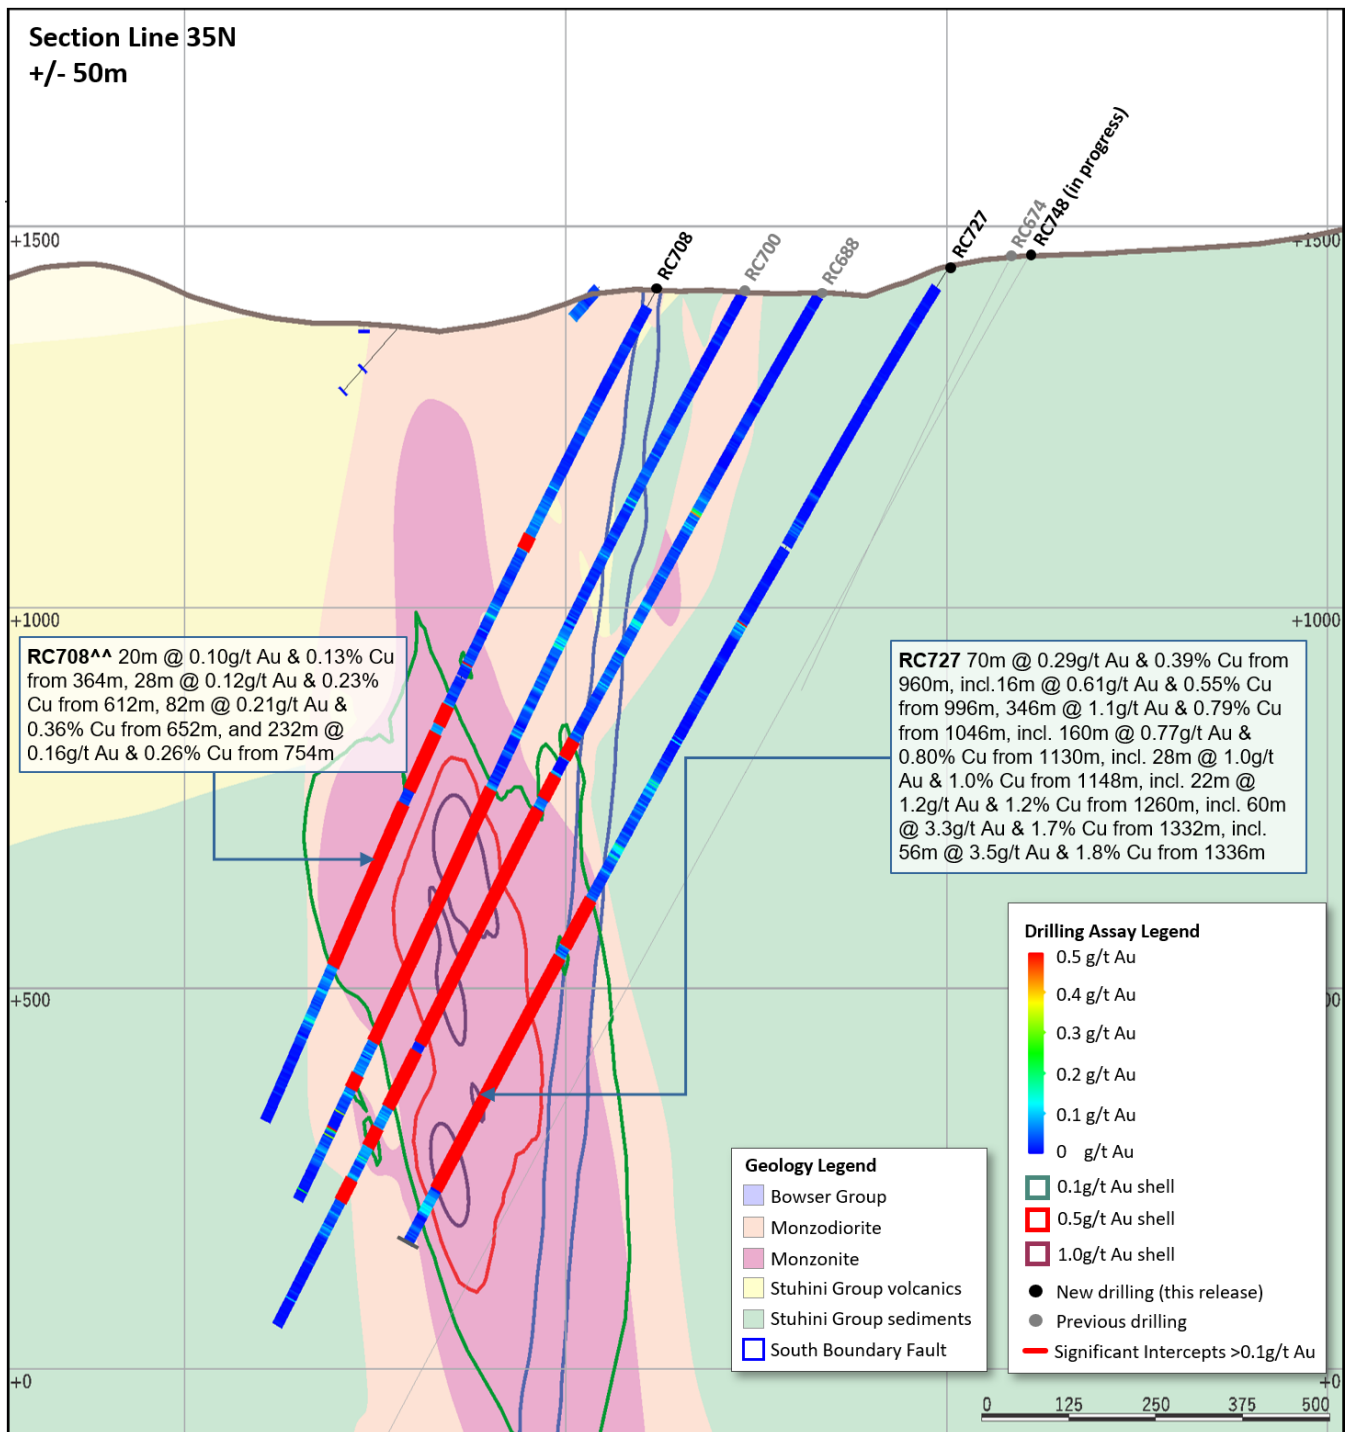 Section Line 35N
+/- 50m
RC708
RC700
RC688
RC727
RC674
RC748 (in progress)
+1500
+1500
+1000
+1000
RC708^^ 20m @ 0.10g/t Au & 0.13% Cu
from 364m, 28m @ 0.12g/t Au & 0.23%
Cu from 612m, 82m @ 0.21g/t Au &
0.36% Cu from 652m, and 232m @
0.16g/t Au & 0.26% Cu from 754m
RC727 70m @ 0.29g/t Au & 0.39% Cu from
960m, incl.16m @ 0.61g/t Au & 0.55% Cu
from 996m, 346m @ 1.1g/t Au & 0.79% Cu
from 1046m, incl. 160m @ 0.77g/t Au &
0.80% Cu from 1130m, incl. 28m @ 1.0g/t
Au & 1.0% Cu from 1148m, incl. 22m @
1.2g/t Au & 1.2% Cu from 1260m, incl. 60m
@ 3.3g/t Au & 1.7% Cu from 1332m, incl.
56m @ 3.5g/t Au & 1.8% Cu from 1336m
+500
00
Drilling Assay Legend
0.5 g/t Au
0.4 g/t Au
0.3 g/t Au
0.2 g/t Au
0.1 g/t Au
0 g/t Au
0.1g/t Au shell
0.5g/t Au shell
1.0g/t Au shell
New drilling (this release)
Previous drilling
Significant Intercepts >0.1g/t Au
Geology Legend
Bowser Group
Monzodiorite
Monzonite
Stuhini Group volcanics
Stuhini Group sediments
South Boundary Fault
+0
+0
0 125 250 375 500